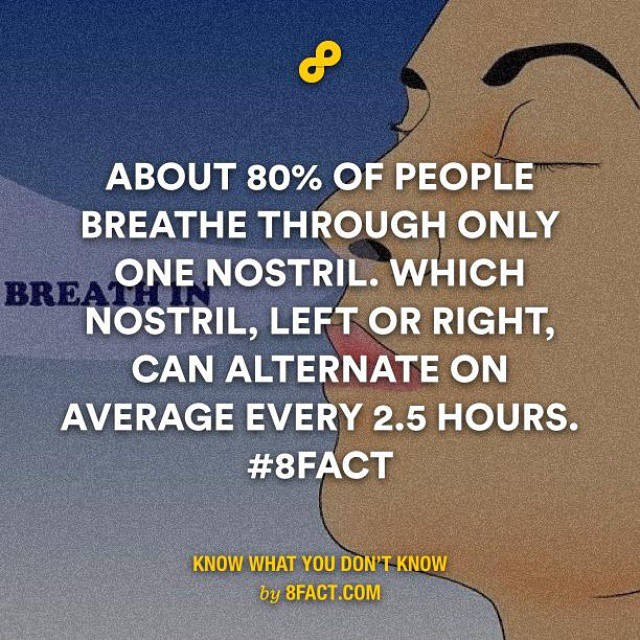 ABOUT 80% OF PEOPLE
BREATHE THROUGH ONLY
ONE NOSTRIL. WHICH
BREATH IN
NOSTRIL, LEFT OR RIGHT,
CAN ALTERNATE ON
AVERAGE EVERY 2.5 HOURS.
#8FACT
KNOW WHAT YOU DON'T KNOW
by 8FACT.COM